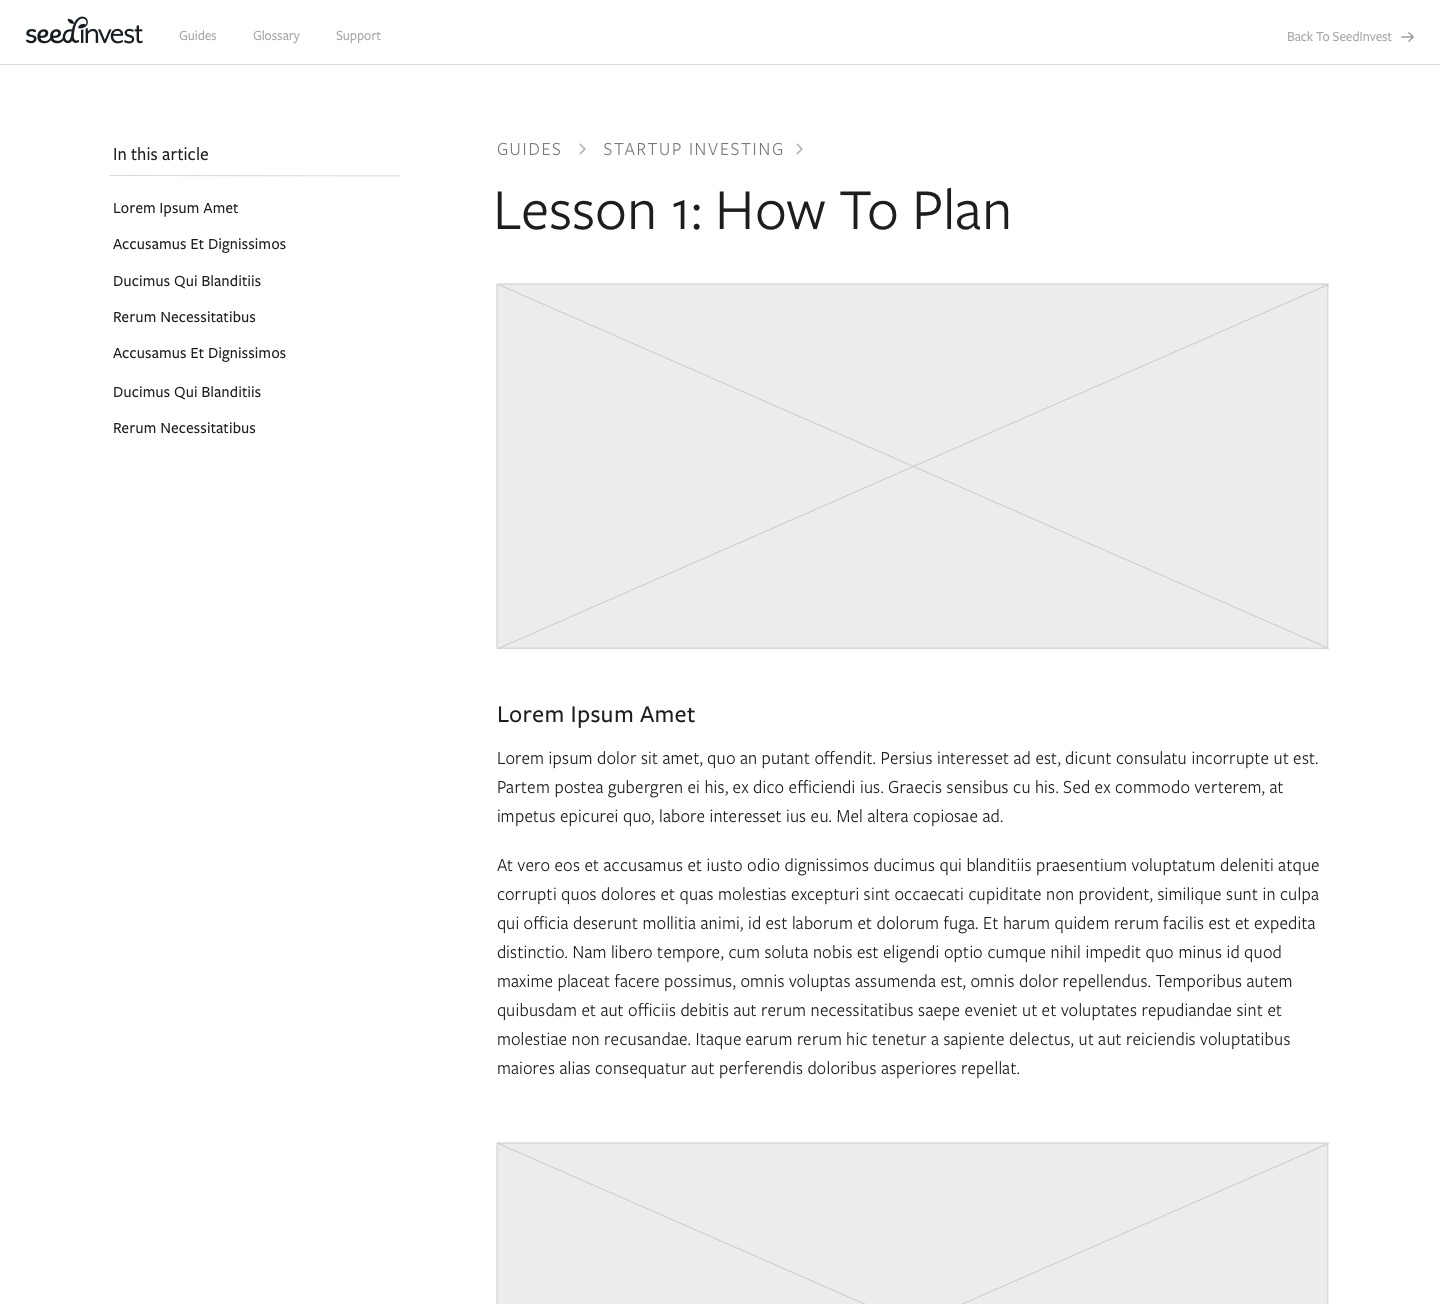 seedinvest Guides Glossary Support Back To SeedInvest
In this article
Lorem Ipsum Amet
Accusamus Et Dignissimos
Ducimus Qui Blanditiis
Rerum Necessitatibus
Accusamus Et Dignissimos
Ducimus Qui Blanditiis
Rerum Necessitatibus
GUIDES > STARTUP INVESTING >
Lesson 1: How To Plan
Lorem Ipsum Amet
Lorem ipsum dolor sit amet, quo an putant offendit. Persius interesset ad est, dicunt consulatu incorrupte ut est.
Partem postea gubergren ei his, ex dico efficiendi ius. Graecis sensibus cu his. Sed ex commodo verterem, at
impetus epicurei quo, labore interesset ius eu. Mel altera copiosae ad.
At vero eos et accusamus et iusto odio dignissimos ducimus qui blanditiis praesentium voluptatum deleniti atque
corrupti quos dolores et quas molestias excepturi sint occaecati cupiditate non provident, similique sunt in culpa
qui officia deserunt mollitia animi, id est laborum et dolorum fuga. Et harum quidem rerum facilis est et expedita
distinctio. Nam libero tempore, cum soluta nobis est eligendi optio cumque nihil impedit quo minus id quod
maxime placeat facere possimus, omnis voluptas assumenda est, omnis dolor repellendus. Temporibus autem
quibusdam et aut officiis debitis aut rerum necessitatibus saepe eveniet ut et voluptates repudiandae sint et
molestiae non recusandae. Itaque earum rerum hic tenetur a sapiente delectus, ut aut reiciendis voluptatibus
maiores alias consequatur aut perferendis doloribus asperiores repellat.